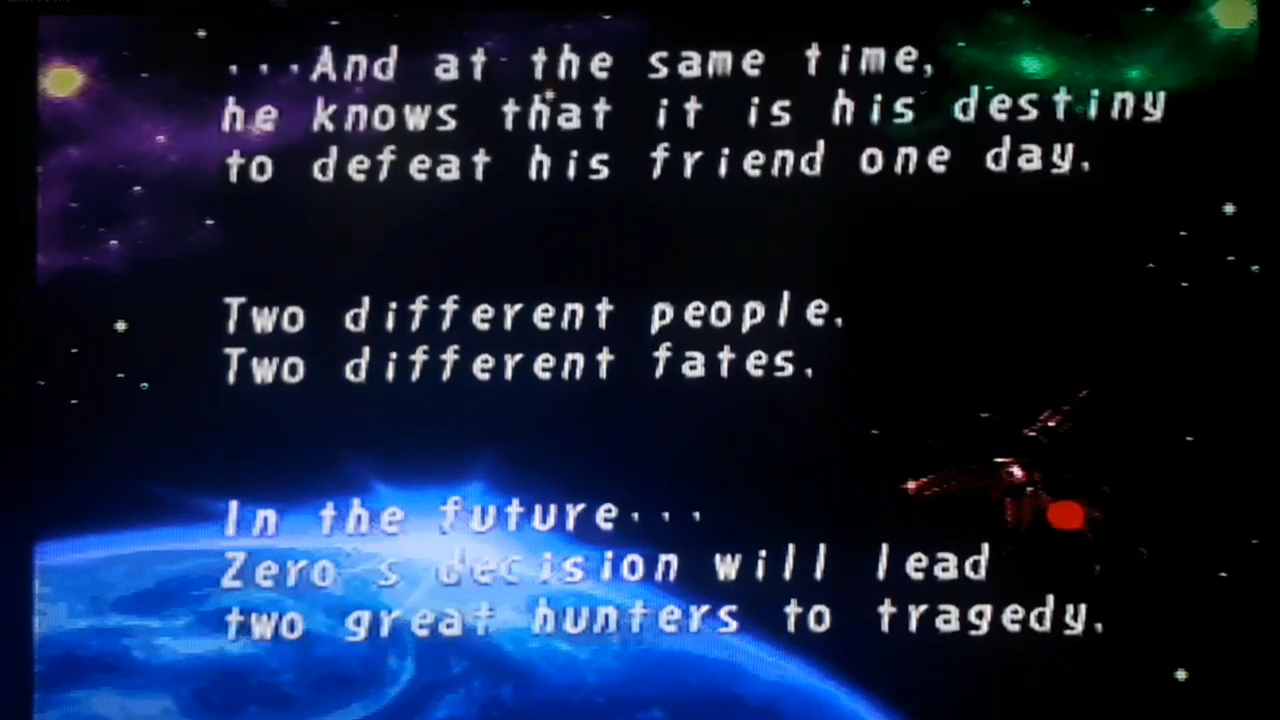 ···And at the same time,
he knows that it is his destiny
to defeat his friend one day.
Two different people.
Two different fates.
In the future···
Zero s decision will lead
two great hunters to tragedy.